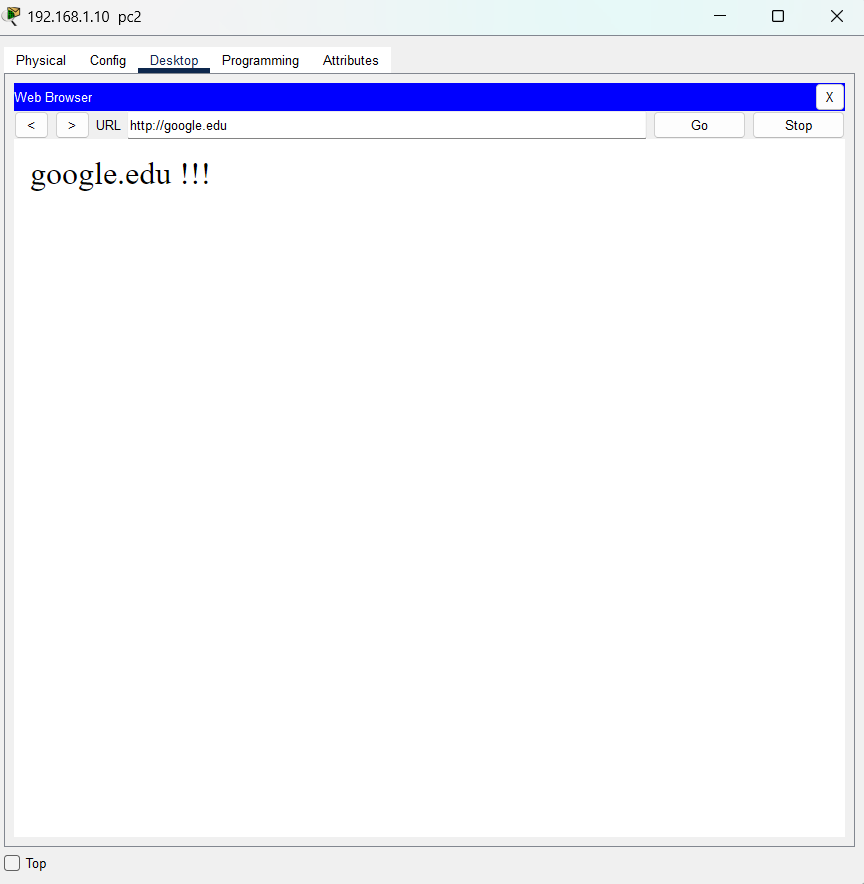 192.168.1.10 pc2
Physical Config Desktop Programming Attributes
Web Browser X
< > URL http://google.edu Go Stop
google.edu !!!
Top